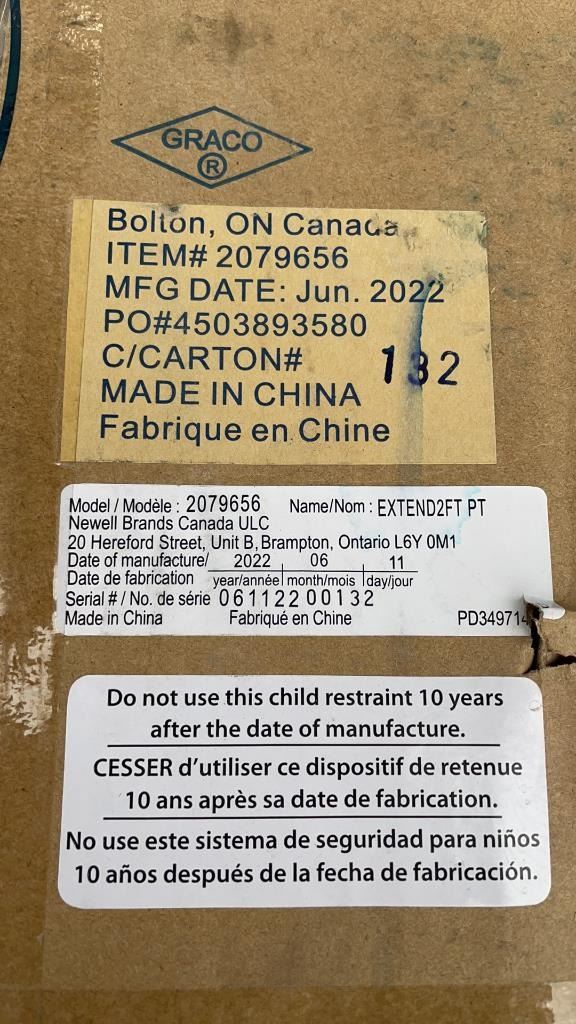 GRACO
®
Bolton, ON Canada
ITEM# 2079656
MFG DATE: Jun. 2022
PO#4503893580
C/CARTON# 132
MADE IN CHINA
Fabrique en Chine
Model / Modèle : 2079656 Name/Nom : EXTEND2FT PT
Newell Brands Canada ULC
20 Hereford Street, Unit B, Brampton, Ontario L6Y 0M1
Date of manufacture/ 2022 06 11
Date de fabrication year/année month/mois day/jour
Serial # / No. de série 061122 00132
Made in China Fabriqué en Chine
Do not use this child restraint 10 years
after the date of manufacture.
CESSER d'utiliser ce dispositif de retenue
10 ans après sa date de fabrication.
No use este sistema de seguridad para niños
10 años después de la fecha de fabricación.